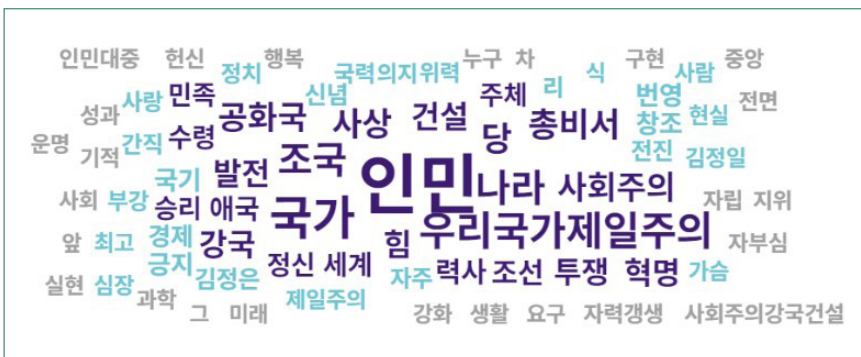 인민대중 헌신 행복 누구 차 구현 중앙
정치 국력의지위력 리 식 사람
성과 사랑 민족 신념 주체 번영 전면
공화국 사상 건설 당 총비서 창조 현실
운명 기적 간직 수령 전진 김정일
국기 발전 조국 인민 나라 사회주의
사회 부강 승리 애국 국가 우리국가제일주의 자립 지위
앞 최고 경제 강국 힘 자부심
긍지 김정은 정신 세계 자주 력사 조선 투쟁 혁명 가슴
실현 심장 과학 제일주의
그 미래 강화 생활 요구 자력갱생 사회주의강국건설